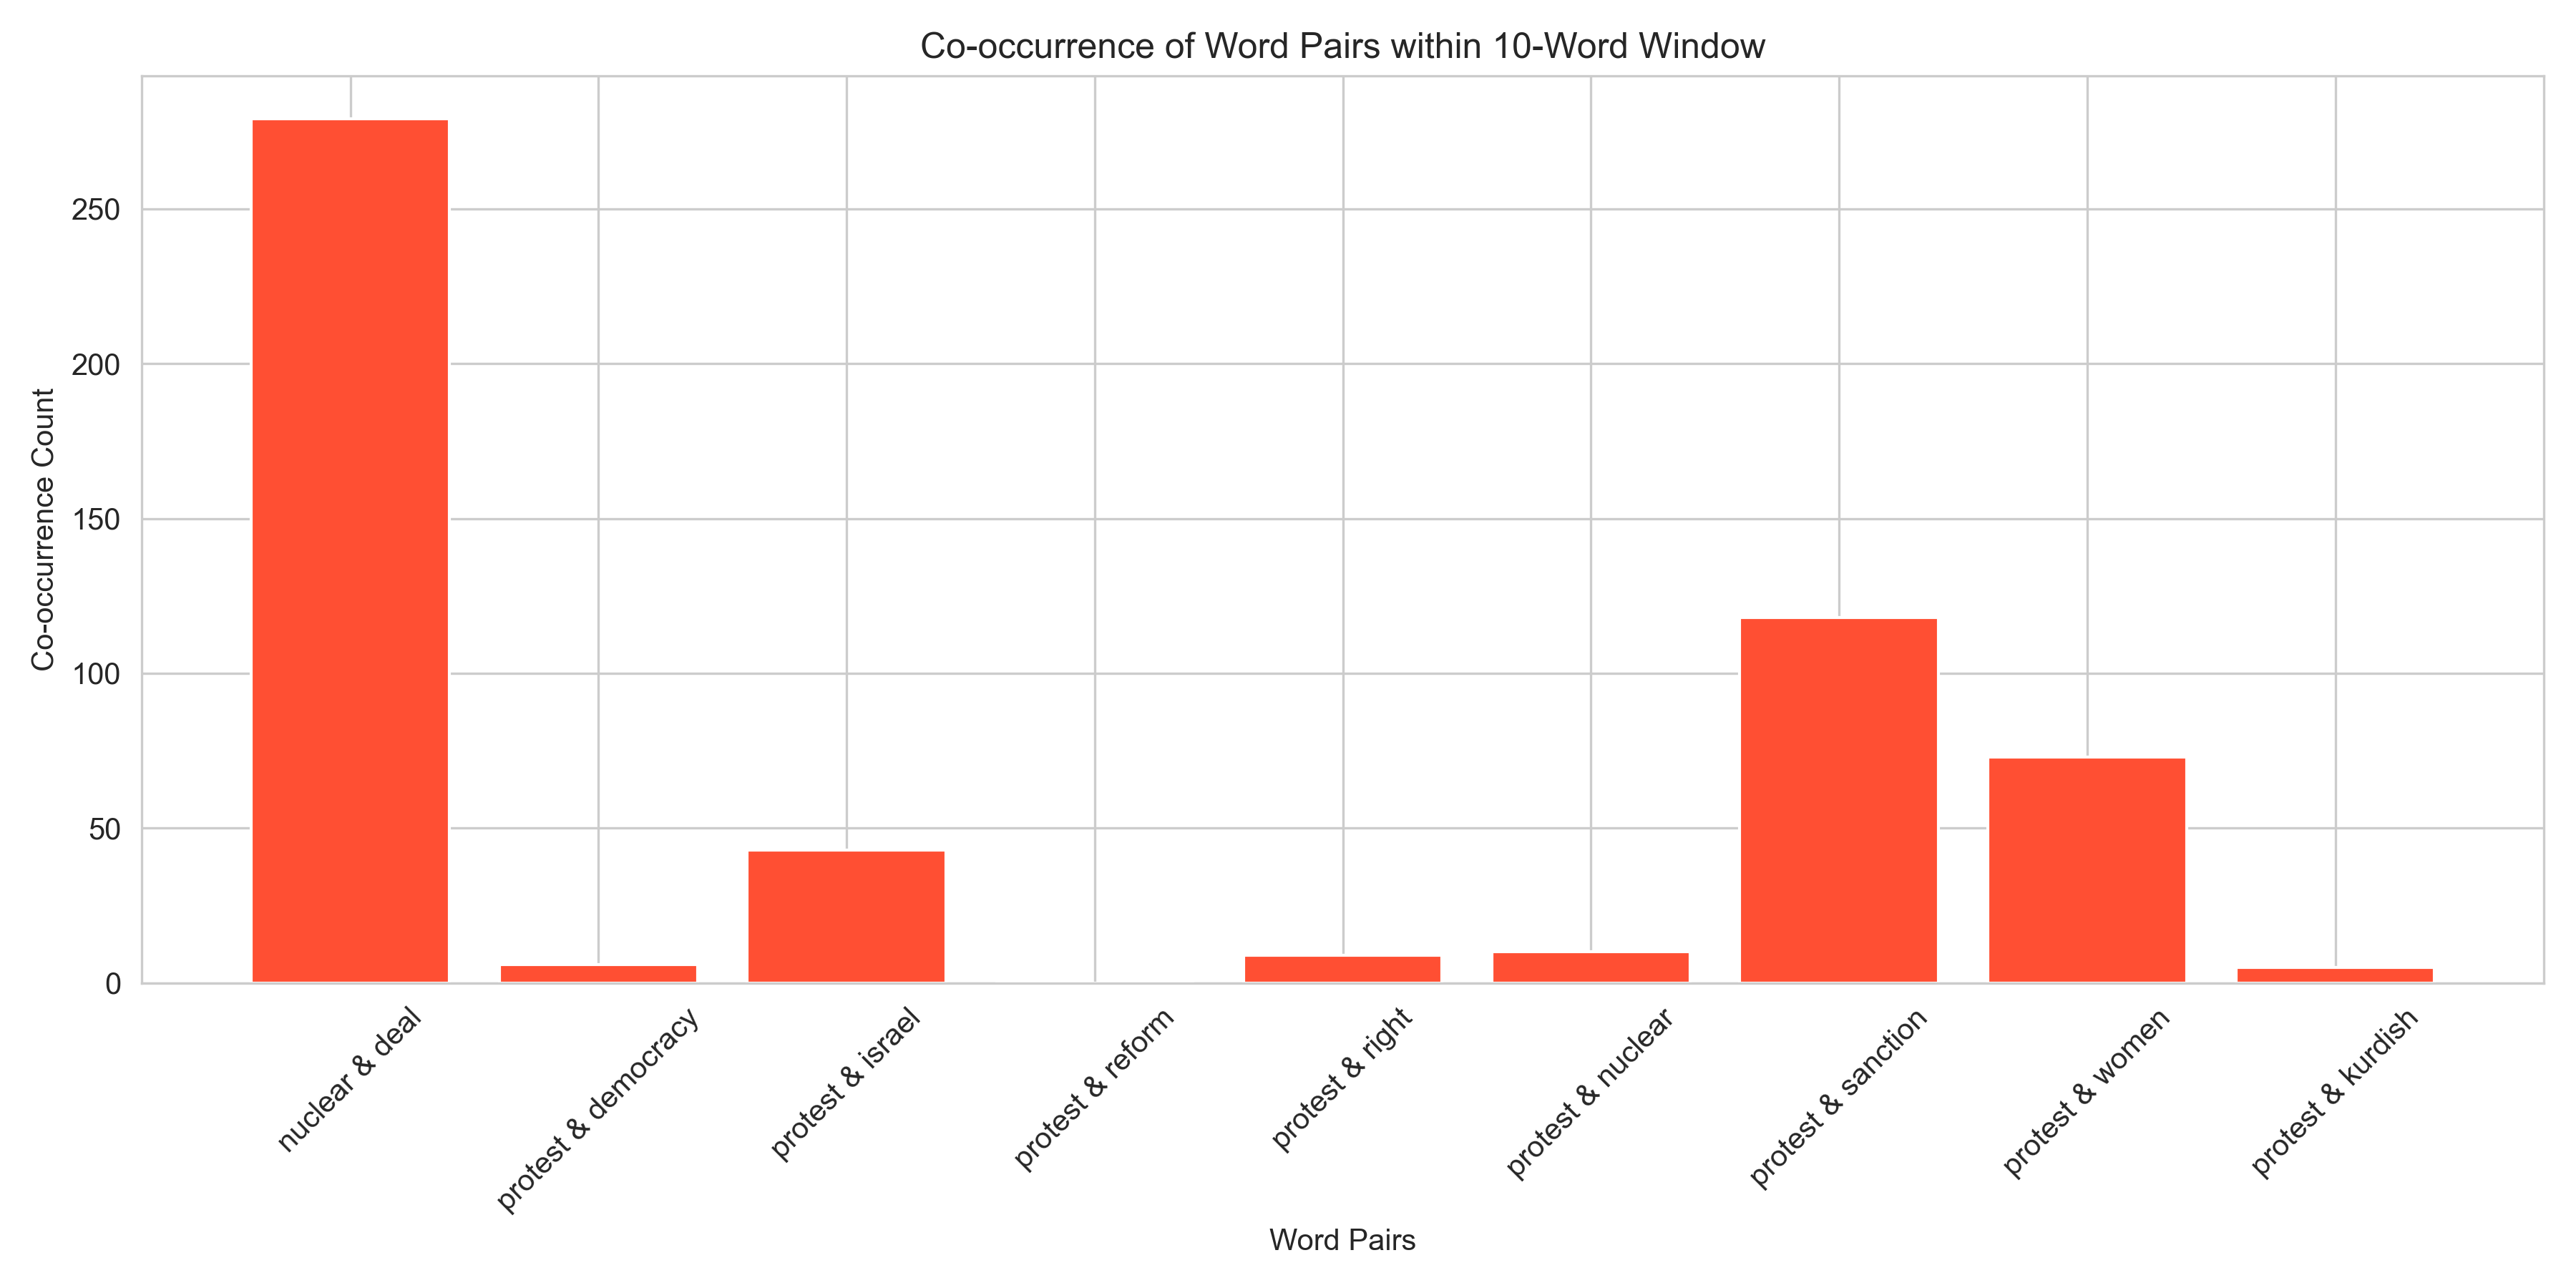 Co-occurrence of Word Pairs within 10-Word Window
Co-occurrence Count
250
200
150
100
50
0
nuclear & deal
protest & democracy
protest & israel
protest & reform
protest & right
protest & nuclear
protest & sanction
protest & women
protest & kurdish
Word Pairs